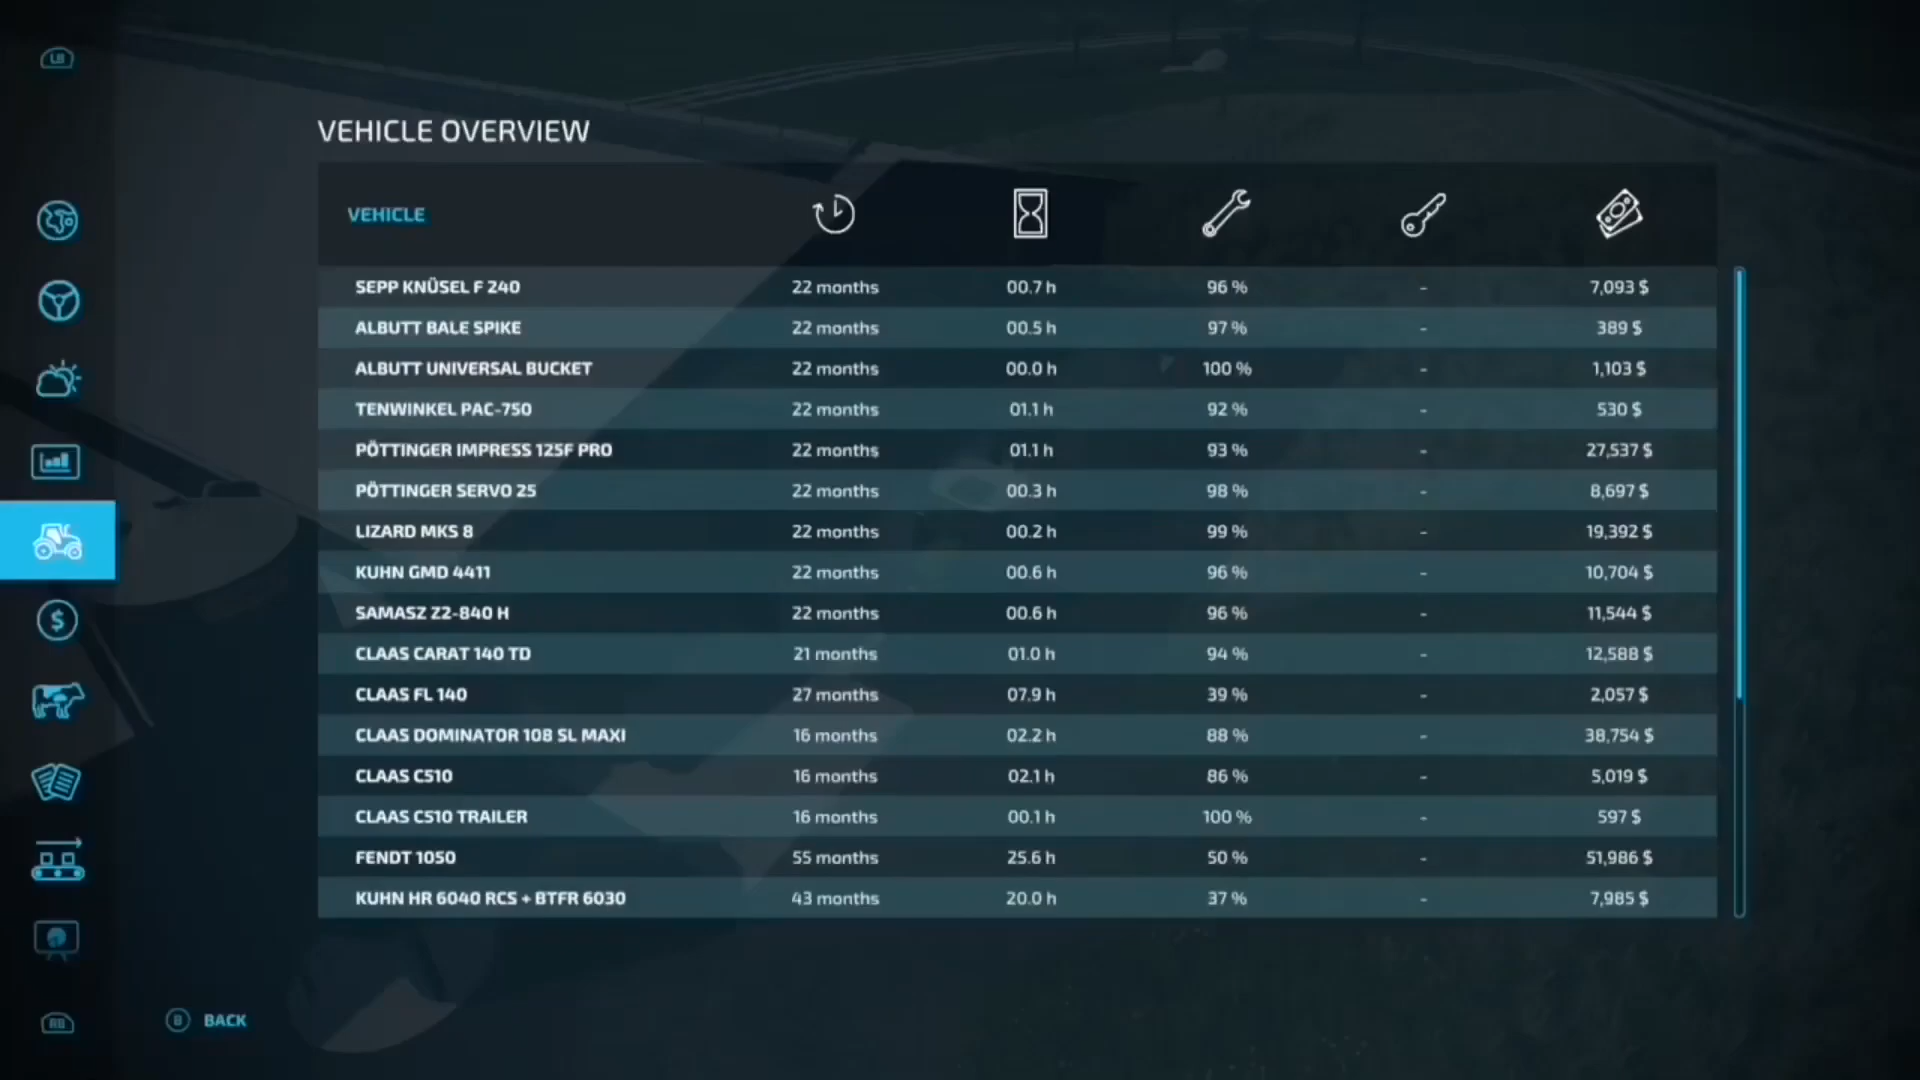 LB
VEHICLE OVERVIEW
VEHICLE
SEPP KNÜSEL F 240 22 months 00.7 h 96 % - 7,093 $
ALBUTT BALE SPIKE 22 months 00.5 h 97 % - 389 $
ALBUTT UNIVERSAL BUCKET 22 months 00.0 h 100 % - 1,103 $
TENWINKEL PAC-750 22 months 01.1 h 92 % - 530 $
PÖTTINGER IMPRESS 125F PRO 22 months 01.1 h 93 % - 27,537 $
PÖTTINGER SERVO 25 22 months 00.3 h 98 % - 8,697 $
LIZARD MKS 8 22 months 00.2 h 99 % - 19,392 $
KUHN GMD 4411 22 months 00.6 h 96 % - 10,704 $
SAMASZ Z2-840 H 22 months 00.6 h 96 % - 11,544 $
CLAAS CARAT 140 TD 21 months 01.0 h 94 % - 12,588 $
CLAAS FL 140 27 months 07.9 h 39 % - 2,057 $
CLAAS DOMINATOR 108 SL MAXI 16 months 02.2 h 88 % - 38,754 $
CLAAS C510 16 months 02.1 h 86 % - 5,019 $
CLAAS C510 TRAILER 16 months 00.1 h 100 % - 597 $
FENDT 1050 55 months 25.6 h 50 % - 51,986 $
KUHN HR 6040 RCS + BTFR 6030 43 months 20.0 h 37 % - 7,985 $
RB
B BACK